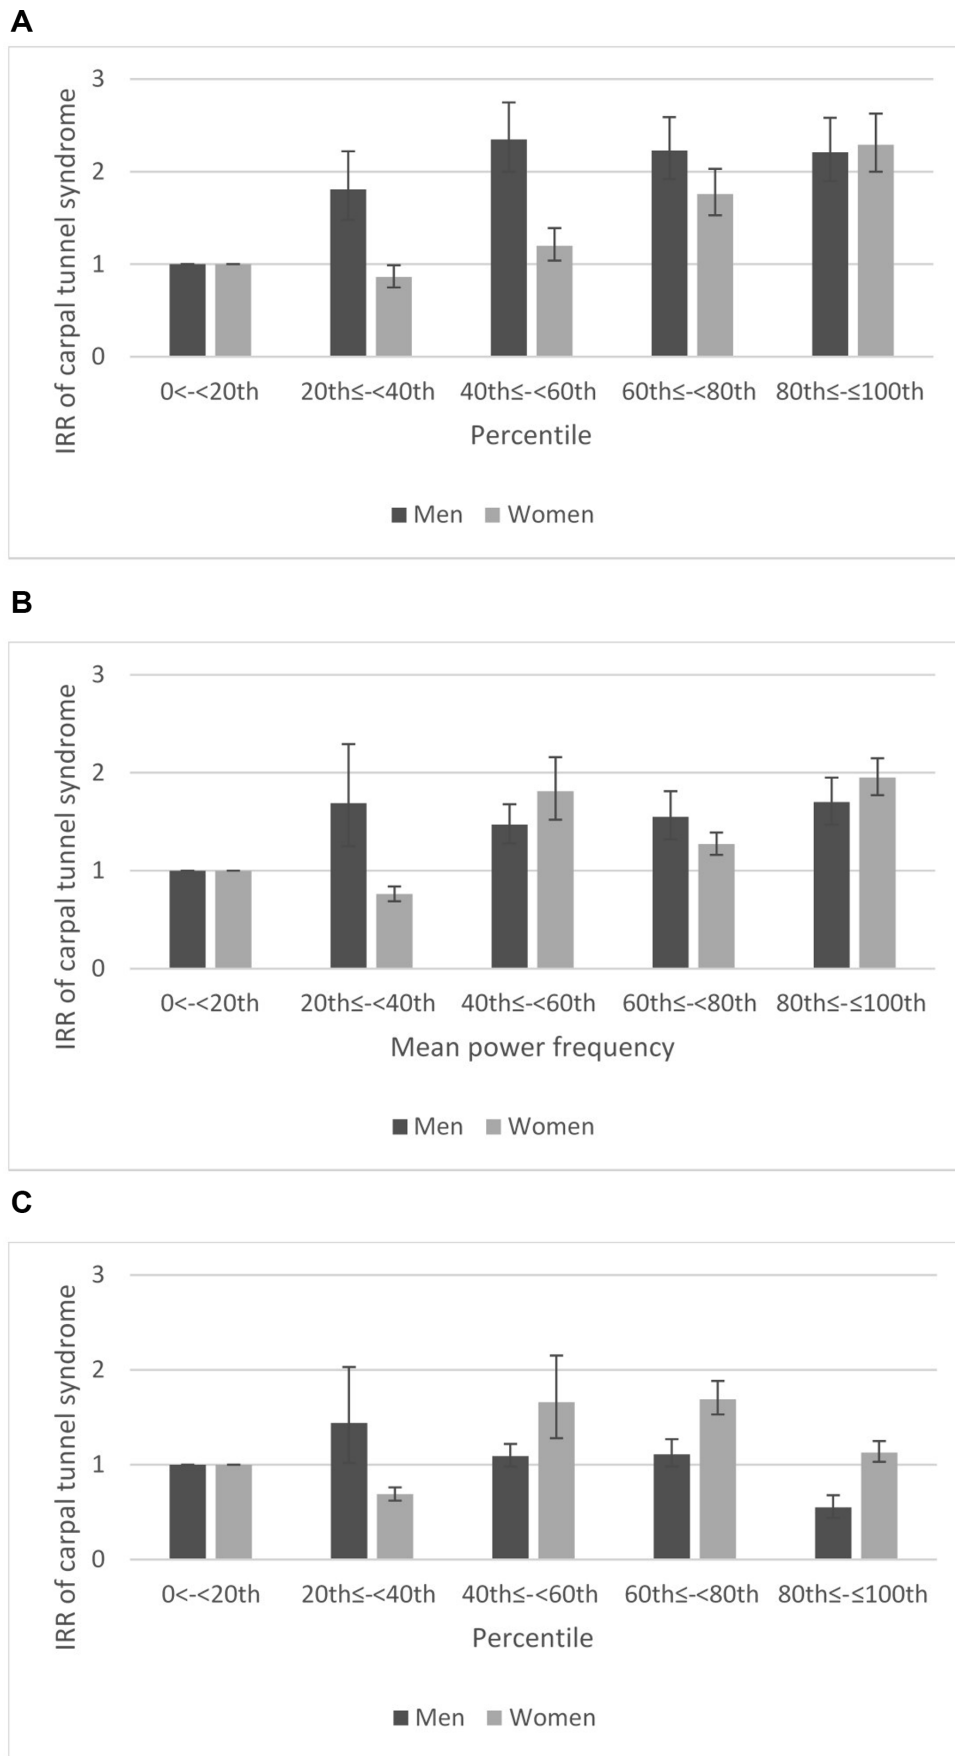 A
IRR of carpal tunnel syndrome
3
2
1
0
0<-<20th 20th≤-<40th 40th≤-<60th 60th≤-<80th 80th≤-≤100th
Percentile
Men Women
B
IRR of carpal tunnel syndrome
3
2
1
0
0<-<20th 20th≤-<40th 40th≤-<60th 60th≤-<80th 80th≤-≤100th
Mean power frequency
Men Women
C
IRR of carpal tunnel syndrome
3
2
1
0
0<-<20th 20th≤-<40th 40th≤-<60th 60th≤-<80th 80th≤-≤100th
Percentile
Men Women